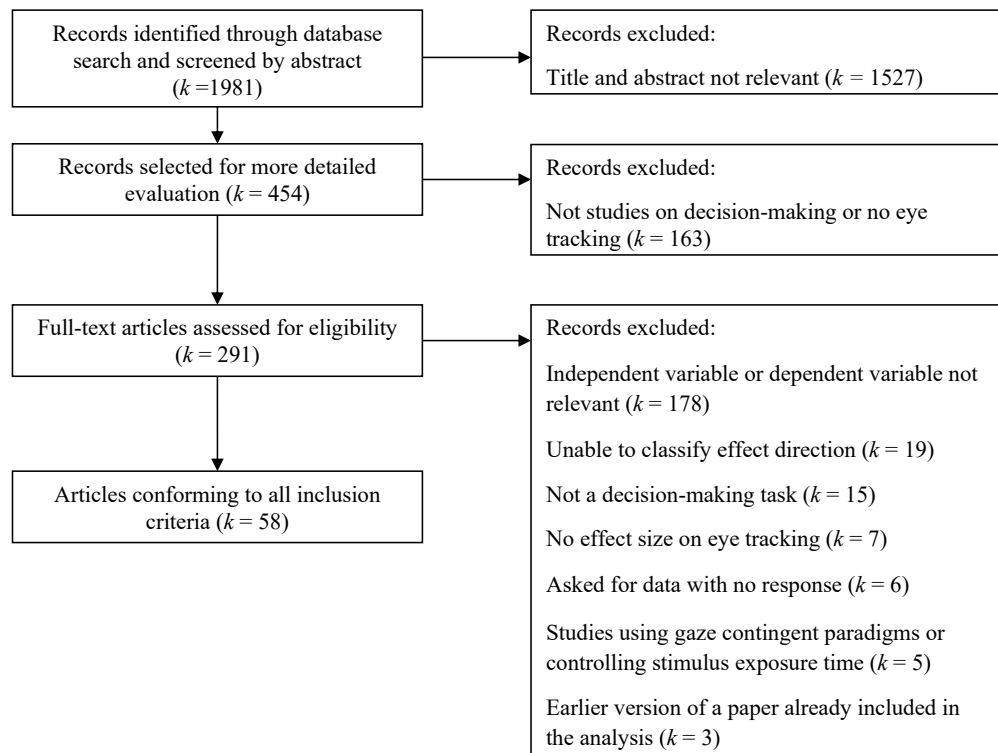 Records identified through database
search and screened by abstract
(k =1981)
Records excluded:
Title and abstract not relevant (k = 1527)
Records selected for more detailed
evaluation (k = 454)
Records excluded:
Not studies on decision-making or no eye
tracking (k = 163)
Full-text articles assessed for eligibility
(k = 291)
Records excluded:
Independent variable or dependent variable not
relevant (k = 178)
Unable to classify effect direction (k = 19)
Not a decision-making task (k = 15)
No effect size on eye tracking (k = 7)
Asked for data with no response (k = 6)
Studies using gaze contingent paradigms or
controlling stimulus exposure time (k = 5)
Earlier version of a paper already included in
the analysis (k = 3)
Articles conforming to all inclusion
criteria (k = 58)